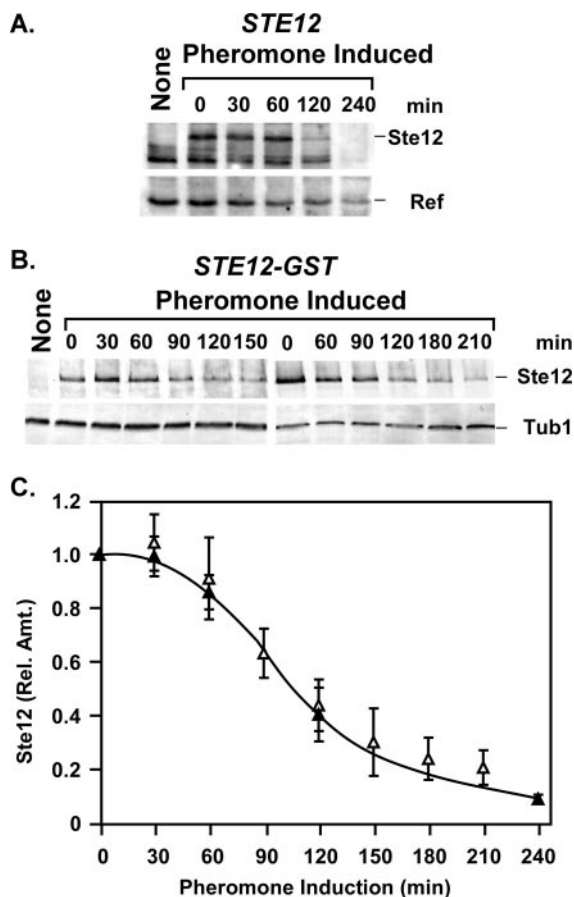 A.
STE12
Pheromone Induced
None
0 30 60 120 240 min
Ste12
Ref
B.
STE12-GST
Pheromone Induced
None
0 30 60 90 120 150 0 60 90 120 180 210 min
Ste12
Tub1
C.
1.2
1.0
0.8
0.6
0.4
0.2
0
Ste12 (Rel. Amt.)
0 30 60 90 120 150 180 210 240
Pheromone Induction (min)